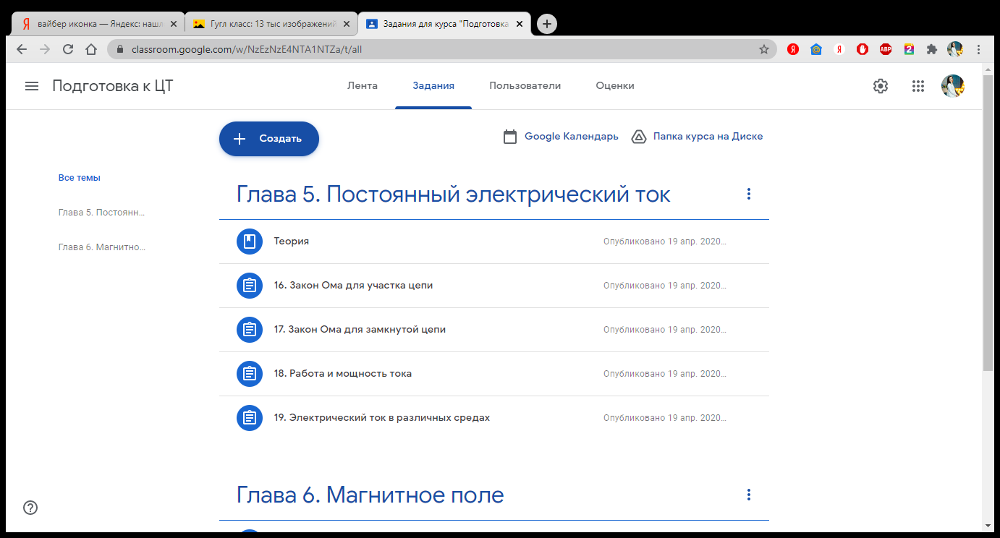 вайбер иконка — Яндекс: нашл
Гугл класс: 13 тыс изображений
Задания для курса "Подготовка
classroom.google.com/w/NzEzNzE4NTA1NTZa/t/all
Я
ABP
2
Подготовка к ЦТ
Лента
Задания
Пользователи
Оценки
Создать
Google Календарь
Папка курса на Диске
Все темы
Глава 5. Постоянн...
Глава 6. Магнитно...
Глава 5. Постоянный электрический ток
Теория
Опубликовано 19 апр. 2020...
16. Закон Ома для участка цепи
Опубликовано 19 апр. 2020...
17. Закон Ома для замкнутой цепи
Опубликовано 19 апр. 2020...
18. Работа и мощность тока
Опубликовано 19 апр. 2020...
19. Электрический ток в различных средах
Опубликовано 19 апр. 2020...
Глава 6. Магнитное поле